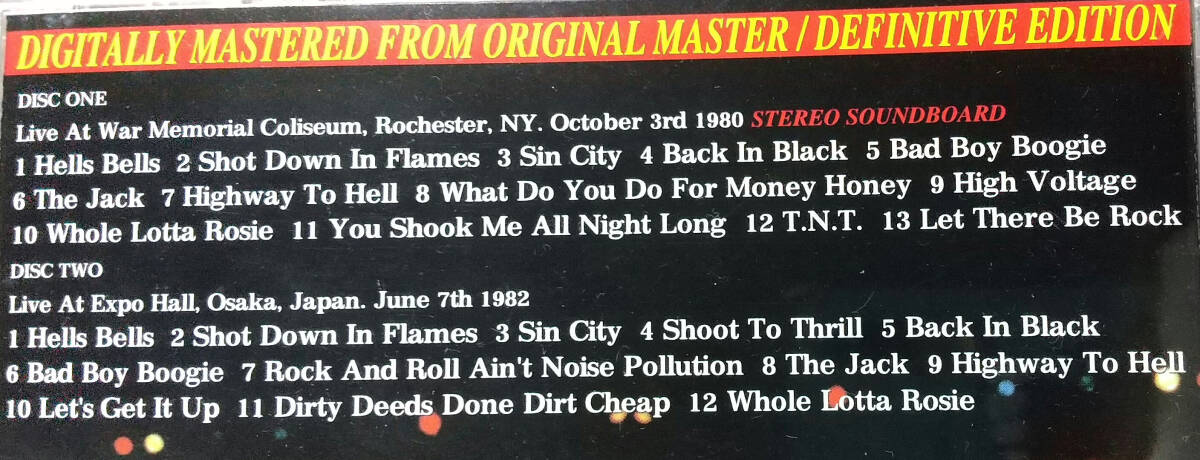 DIGITALLY MASTERED FROM ORIGINAL MASTER / DEFINITIVE EDITION
DISC ONE
Live At War Memorial Coliseum, Rochester, NY. October 3rd 1980 STEREO SOUNDBOARD
1 Hells Bells 2 Shot Down In Flames 3 Sin City 4 Back In Black 5 Bad Boy Boogie
6 The Jack 7 Highway To Hell 8 What Do You Do For Money Honey 9 High Voltage
10 Whole Lotta Rosie 11 You Shook Me All Night Long 12 T.N.T. 13 Let There Be Rock
DISC TWO
Live At Expo Hall, Osaka, Japan. June 7th 1982
1 Hells Bells 2 Shot Down In Flames 3 Sin City 4 Shoot To Thrill 5 Back In Black
6 Bad Boy Boogie 7 Rock And Roll Ain't Noise Pollution 8 The Jack 9 Highway To Hell
10 Let's Get It Up 11 Dirty Deeds Done Dirt Cheap 12 Whole Lotta Rosie